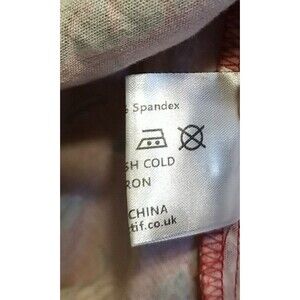 % Spandex
SH COLD
RON
CHINA
tif.co.uk